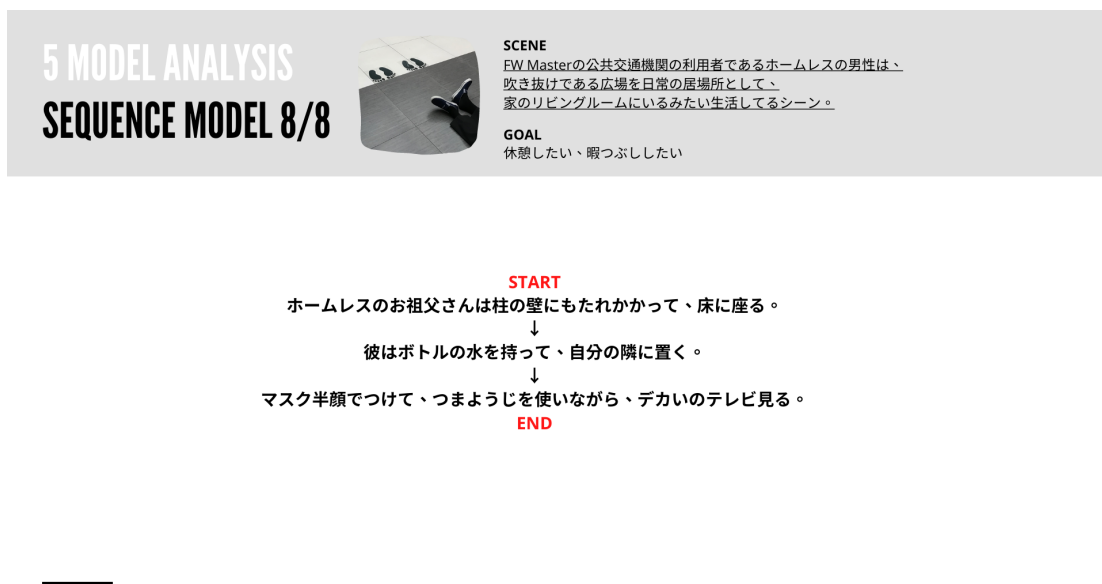 5 MODEL ANALYSIS
SEQUENCE MODEL 8/8
SCENE
FW Masterの公共交通機関の利用者であるホームレスの男性は、
吹き抜けである広場を日常の居場所として、
家のリビングルームにいるみたい生活してるシーン。
GOAL
休憩したい、暇つぶししたい
START
ホームレスのお祖父さんは柱の壁にもたれかかって、床に座る。
↓
彼はボトルの水を持って、自分の隣に置く。
↓
マスク半顔でつけて、つまようじを使いながら、デカいのテレビ見る。
END